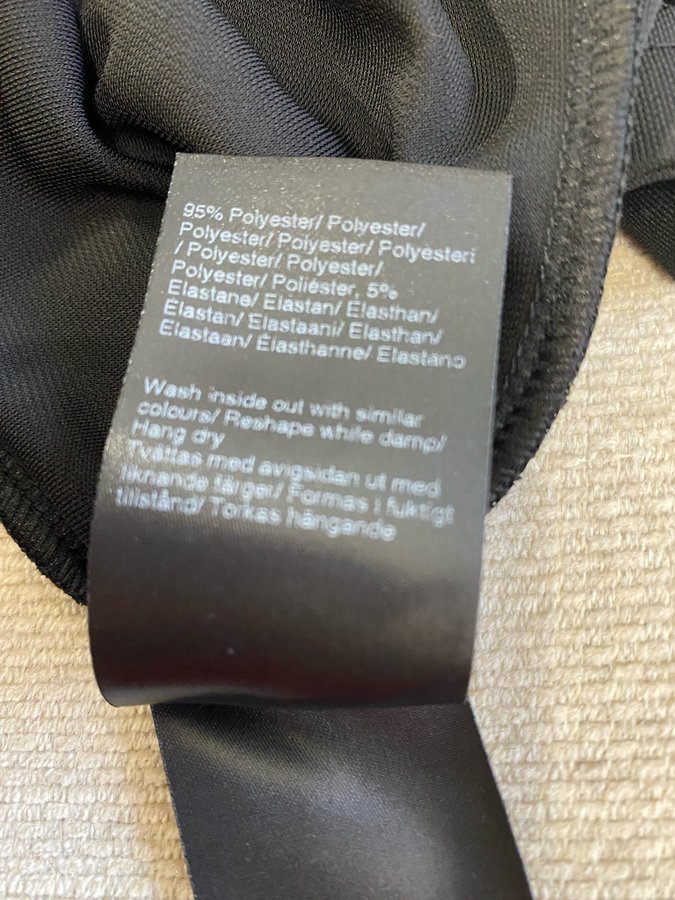 95% Polyester/ Polyester/
Polyester/ Polyester/ Polyesteri
/ Polyester/ Polyester/
Polyester/ Poliéster, 5%
Elastane/ Elastan/ Elasthan/
Élastan/ Elastaani/ Elasthan/
Elastaan/ Élasthanne/ Elastano
Wash inside out with similar
colours/ Reshape while damp/
Hang dry
Tvättas med avigsidan ut med
liknande färger/ Formas i fuktigt
tillstånd/ Torkas hängande